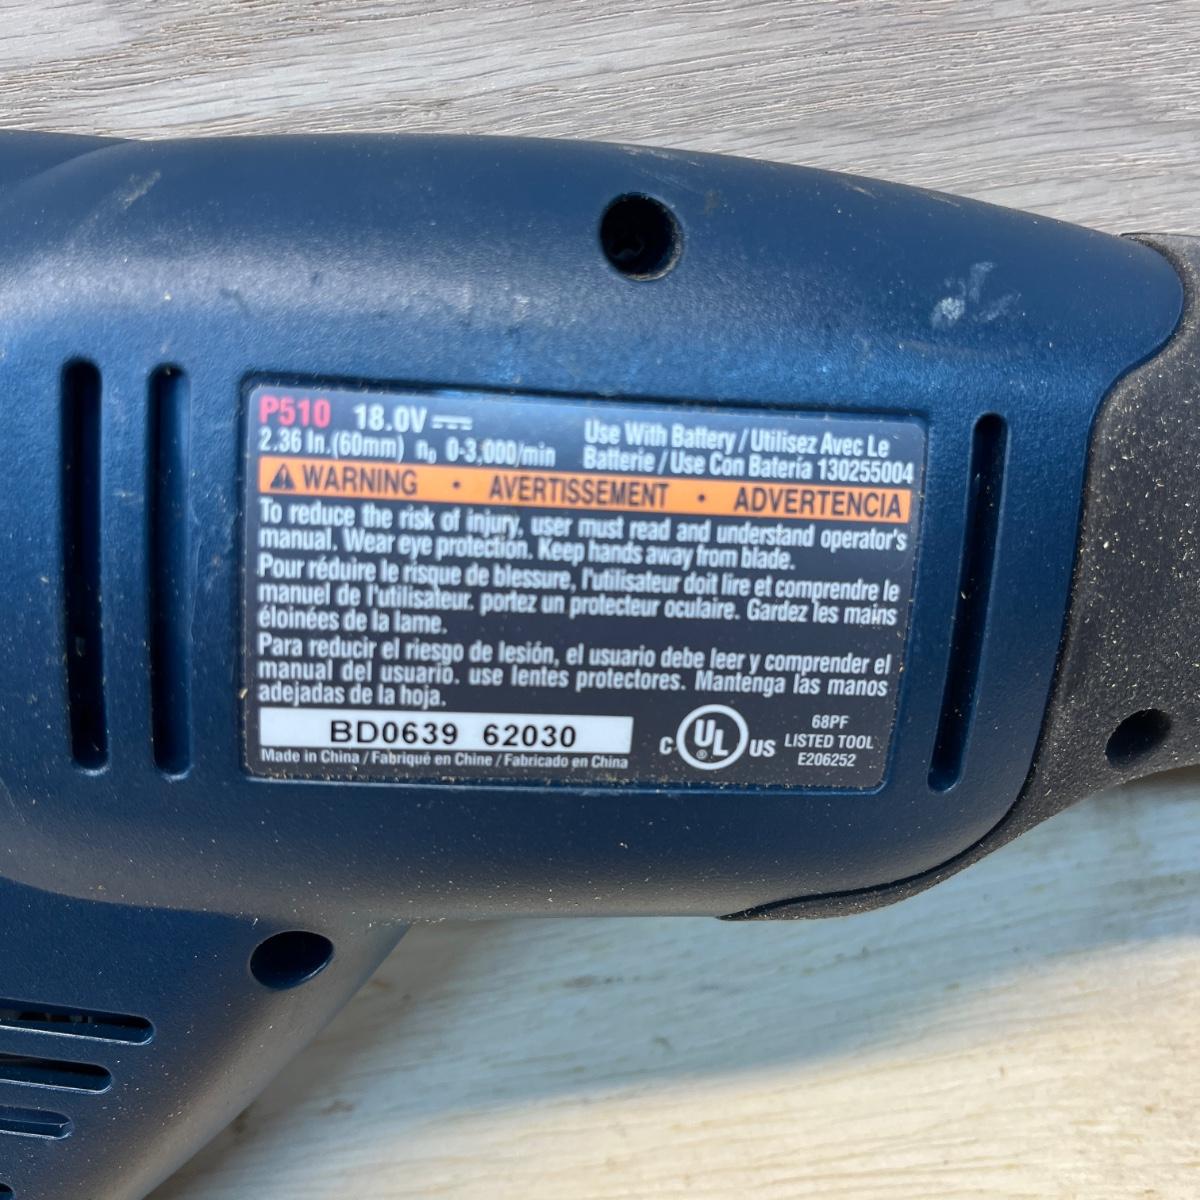 P510 18.0V ⎓
2.36 In.(60mm) n₀ 0-3,000/min
Use With Battery / Utilisez Avec Le
Batterie / Use Con Bateria 130255004
⚠ WARNING • AVERTISSEMENT • ADVERTENCIA
To reduce the risk of injury, user must read and understand operator's
manual. Wear eye protection. Keep hands away from blade.
Pour réduire le risque de blessure, l'utilisateur doit lire et comprendre le
manuel de l'utilisateur. portez un protecteur oculaire. Gardez les mains
éloinées de la lame.
Para reducir el riesgo de lesión, el usuario debe leer y comprender el
manual del usuario. use lentes protectores. Mantenga las manos
adejadas de la hoja.
BD0639 62030
Made in China / Fabriqué en Chine / Fabricado en China
C UL ® US
68PF
LISTED TOOL
E206252